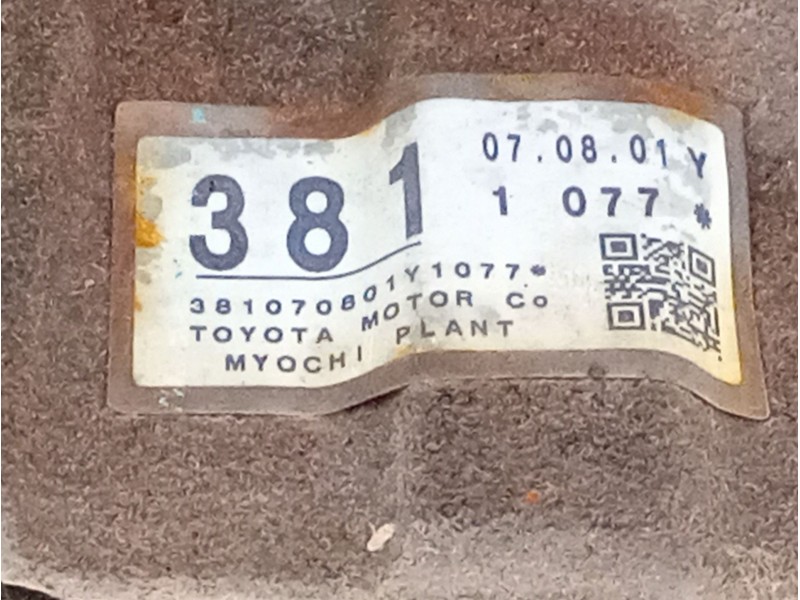 07.08.01 Y
381 1 077 *
381070801Y1077*
TOYOTA MOTOR Co
MYOCHI PLANT